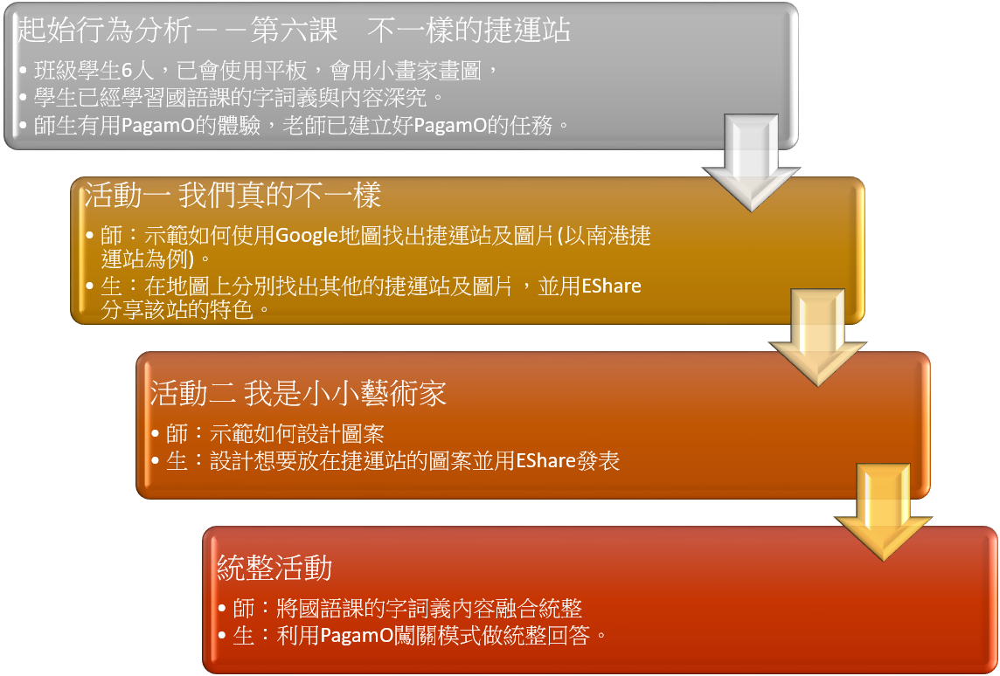 起始行為分析－－第六課　不一樣的捷運站
• 班級學生6人，已會使用平板，會用小畫家畫圖，
• 學生已經學習國語課的字詞義與內容深究。
• 師生有用PagamO的體驗，老師已建立好PagamO的任務。
活動一 我們真的不一樣
• 師：示範如何使用Google地圖找出捷運站及圖片(以南港捷
運站為例)。
• 生：在地圖上分別找出其他的捷運站及圖片，並用EShare
分享該站的特色。
活動二 我是小小藝術家
• 師：示範如何設計圖案
• 生：設計想要放在捷運站的圖案並用EShare發表
統整活動
• 師：將國語課的字詞義內容融合統整
• 生：利用PagamO闖關模式做統整回答。